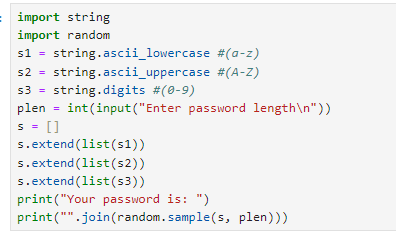 import string
import random
s1 = string.ascii_lowercase #(a-z)
s2 = string.ascii_uppercase #(A-Z)
s3 = string.digits #(0-9)
plen = int(input("Enter password length\n"))
s = []
s.extend(list(s1))
s.extend(list(s2))
s.extend(list(s3))
print("Your password is: ")
print("".join(random.sample(s, plen)))